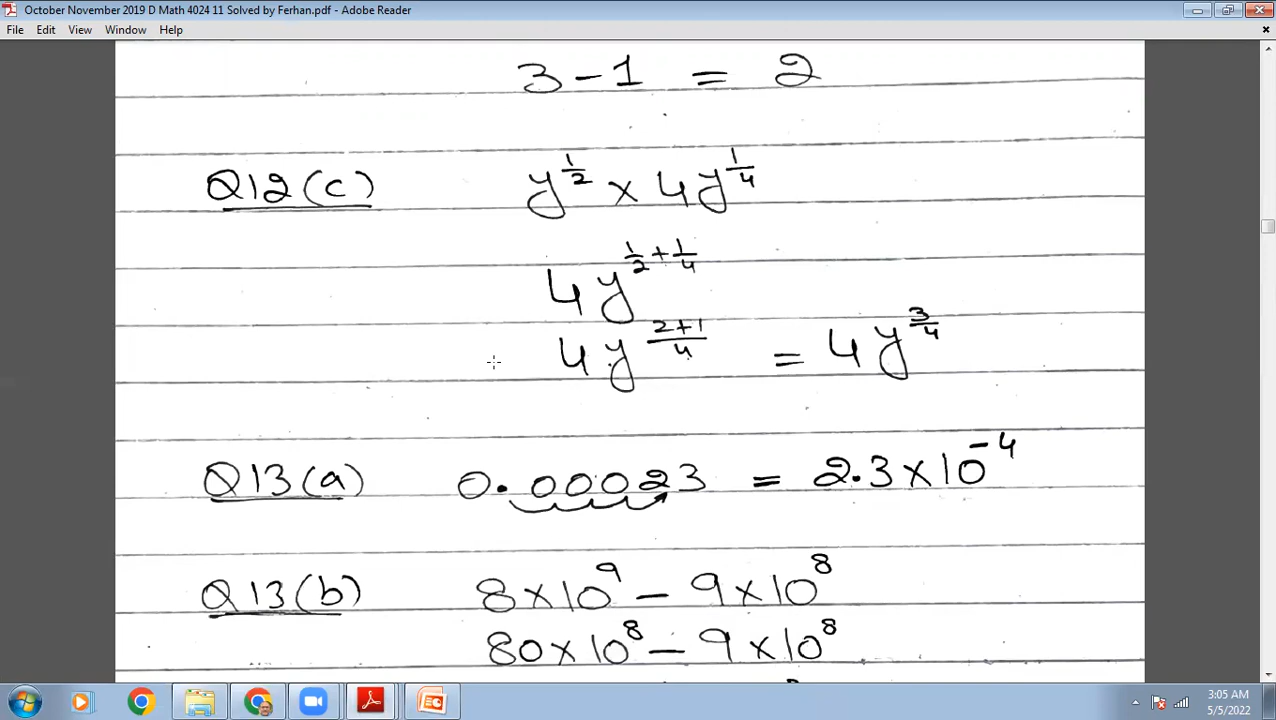 October November 2019 D Math 4024 11 Solved by Ferhan.pdf - Adobe Reader
File Edit View Window Help
3 - 1 = 2
Q12(c) y^{1/2} × 4y^{1/4}
4y^{1/2 + 1/4}
4y^{(2+1)/4} = 4y^{3/4}
Q13(a) 0.00023 = 2.3 × 10^{-4}
Q13(b) 8×10^9 - 9×10^8
80×10^8 - 9×10^8
3:05 AM
5/5/2022